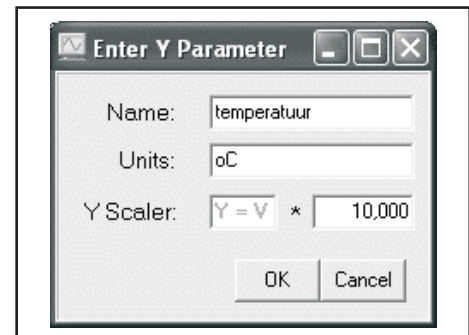 Enter Y Parameter
Name: temperatuur
Units: oC
Y Scaler: Y = V * 10,000
OK Cancel